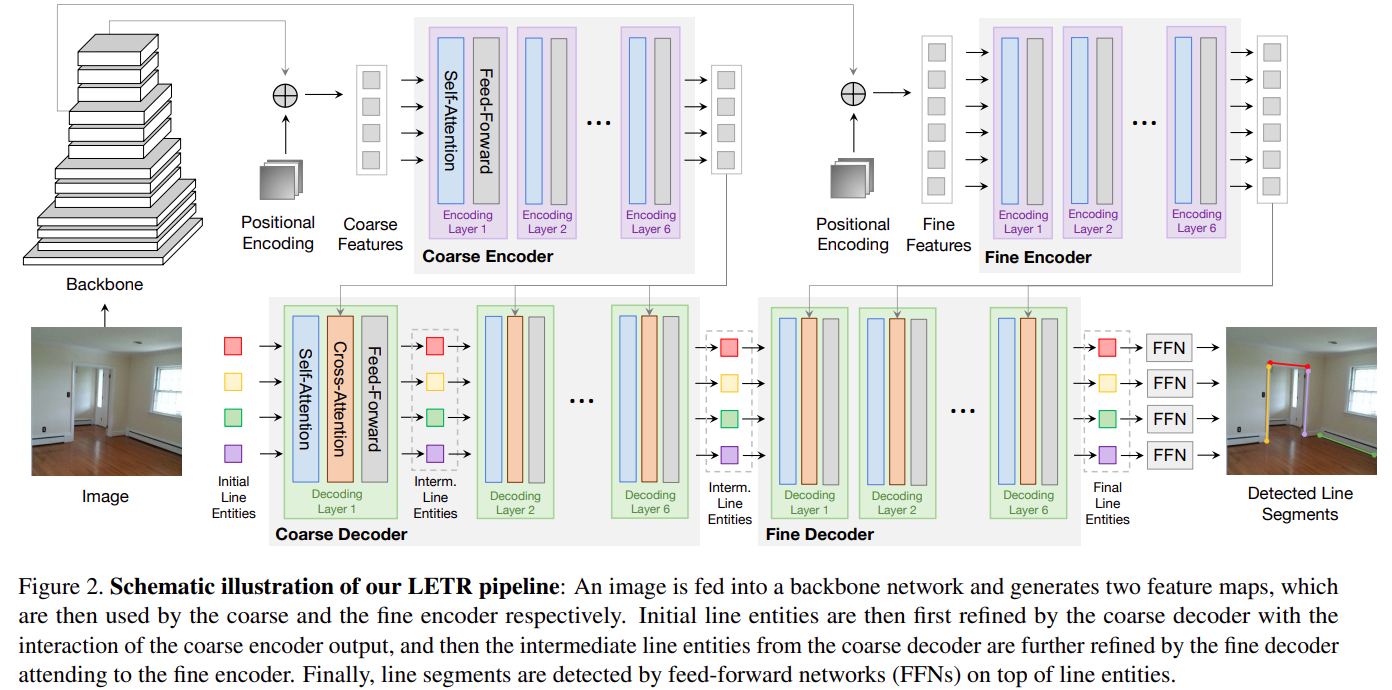 Self-Attention
Feed-Forward
Encoding
Layer 1
Encoding
Layer 2
...
Encoding
Layer 6
Positional
Encoding
Coarse
Features
Coarse Encoder
Positional
Encoding
Fine
Features
Encoding
Layer 1
Encoding
Layer 2
...
Encoding
Layer 6
Fine Encoder
Backbone
Image
Initial
Line
Entities
Self-Attention
Cross-Attention
Feed-Forward
Decoding
Layer 1
Interm.
Line
Entities
Decoding
Layer 2
...
Decoding
Layer 6
Coarse Decoder
Interm.
Line
Entities
Decoding
Layer 1
Decoding
Layer 2
...
Decoding
Layer 6
Fine Decoder
Final
Line
Entities
FFN
FFN
FFN
FFN
Detected Line
Segments
Figure 2. Schematic illustration of our LETR pipeline: An image is fed into a backbone network and generates two feature maps, which
are then used by the coarse and the fine encoder respectively. Initial line entities are then first refined by the coarse decoder with the
interaction of the coarse encoder output, and then the intermediate line entities from the coarse decoder are further refined by the fine decoder
attending to the fine encoder. Finally, line segments are detected by feed-forward networks (FFNs) on top of line entities.